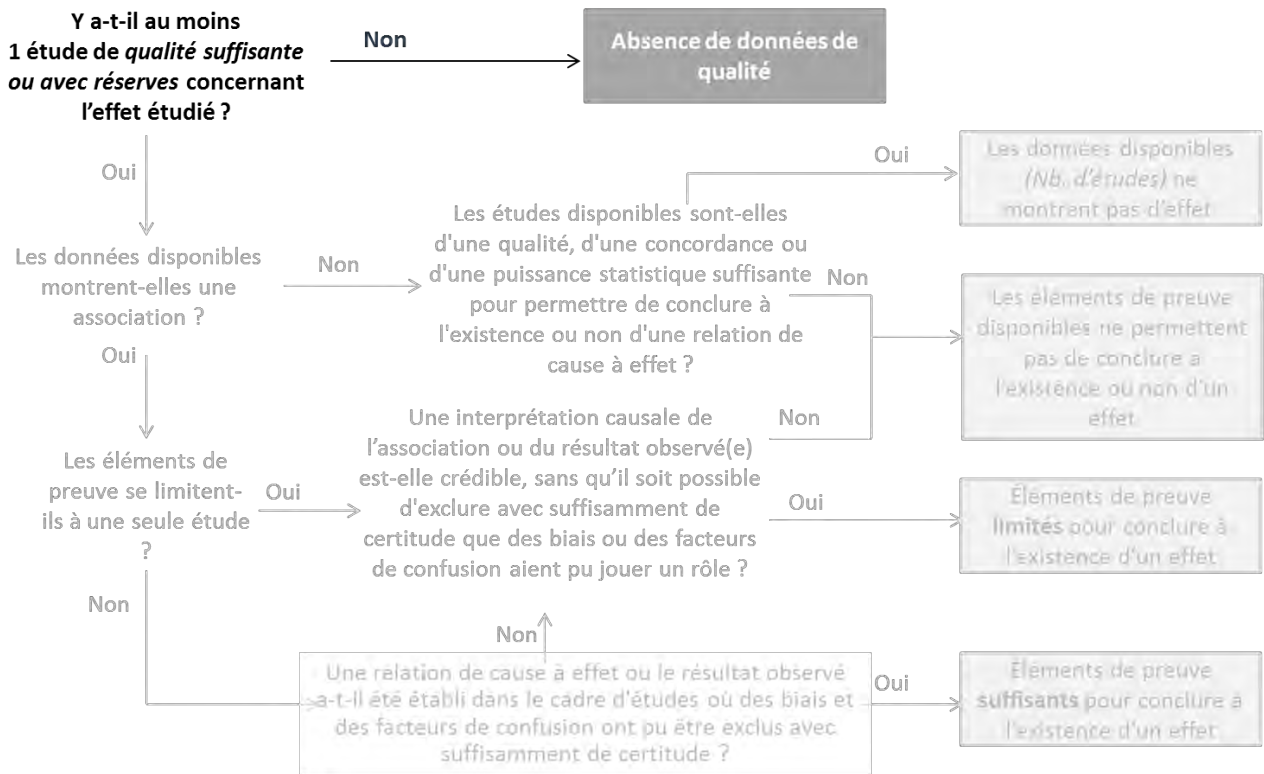 Y a-t-il au moins
1 étude de qualité suffisante
ou avec réserves concernant
l'effet étudié ?
Non
Absence de données de
qualité
Oui
Oui
Les données disponibles
(Nb. d'études) ne
montrent pas d'effet
Les données disponibles
montrent-elles une
association ?
Non
Les études disponibles sont-elles
d'une qualité, d'une concordance ou
d'une puissance statistique suffisante
pour permettre de conclure à
l'existence ou non d'une relation de
cause à effet ?
Non
Les éléments de preuve
disponibles ne permettent
pas de conclure a
l'existence ou non d'un
effet
Oui
Les éléments de
preuve se limitent-
ils à une seule étude
?
Oui
Une interprétation causale de
l'association ou du résultat observé(e)
est-elle crédible, sans qu'il soit possible
d'exclure avec suffisamment de
certitude que des biais ou des facteurs
de confusion aient pu jouer un rôle ?
Non
Oui
Éléments de preuve
limités pour conclure à
l'existence d'un effet
Non
Non
Une relation de cause à effet ou le résultat observé
a-t-il été établi dans le cadre d'études où des biais et
des facteurs de confusion ont pu être exclus avec
suffisamment de certitude ?
Oui
Éléments de preuve
suffisants pour conclure à
l'existence d'un effet